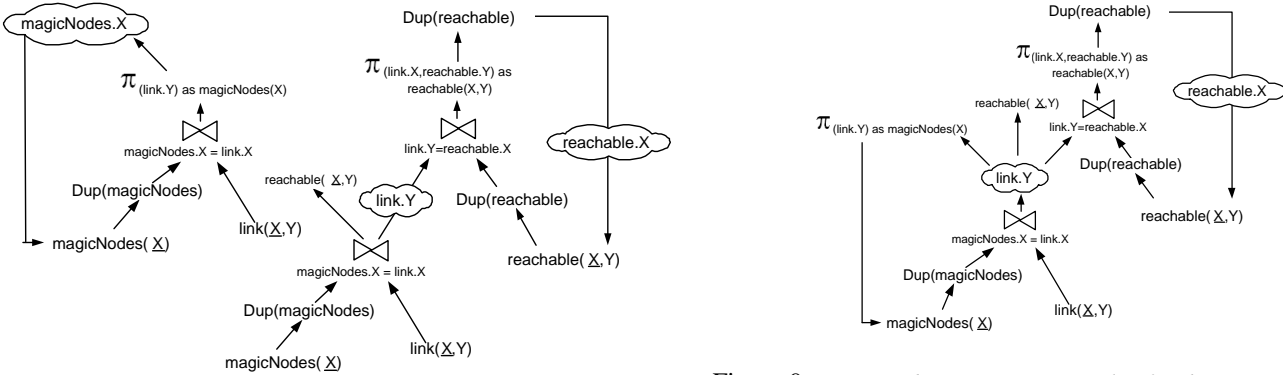 magicNodes.X
π(link.Y) as magicNodes(X)
magicNodes.X = link.X
Dup(magicNodes)
link(X,Y)
magicNodes( X)
Dup(reachable)
π(link.X,reachable.Y) as
reachable(X,Y)
link.Y=reachable.X
reachable.X
reachable( X,Y)
link.Y
Dup(reachable)
reachable( X,Y)
magicNodes.X = link.X
Dup(magicNodes)
link(X,Y)
magicNodes( X)
Dup(reachable)
π(link.X,reachable.Y) as
reachable(X,Y)
reachable.X
reachable( X,Y)
π(link.Y) as magicNodes(X)
link.Y=reachable.X
Dup(reachable)
link.Y
reachable( X,Y)
magicNodes.X = link.X
Dup(magicNodes)
link(X,Y)
magicNodes( X)